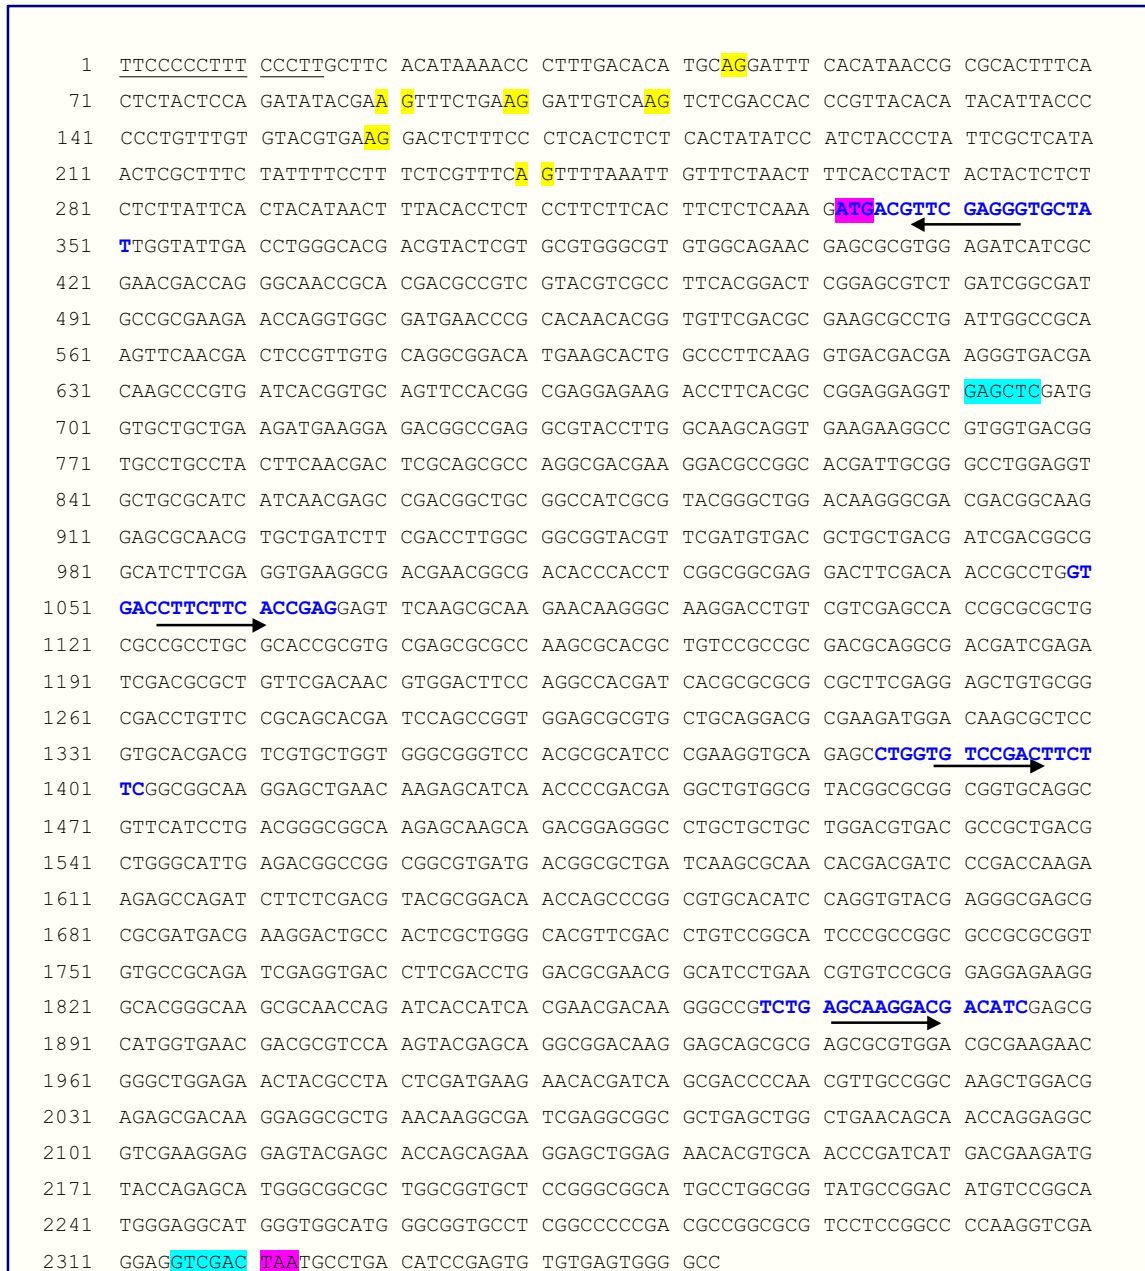 1 TTCCCCCTTT CCCTTGCTTC ACATAAAACC CTTTGACACA TGCAGGATTT CACATAACCG CGCACTTTCA
71 CTCTACTCCA GATATACGAA GTTTCTGAAG GATTGTCAAG TCTCGACCAC CCGTTACACA TACATTACCC
141 CCCTGTTTGT GTACGTGAAG GACTCTTTCC CTCACTCTCT CACTATATCC ATCTACCCTA TTCGCTCATA
211 ACTCGCTTTC TATTTTCCTT TCTCGTTTCA GTTTTAAATT GTTTCTAACT TTCACCTACT ACTACTCTCT
281 CTCTTATTCA CTACATAACT TTACACCTCT CCTTCTTCAC TTCTCTCAAA GATGACGTTC GAGGGTGCTA
351 TTGGTATTGA CCTGGGCACG ACGTACTCGT GCGTGGGCGT GTGGCAGAAC GAGCGCGTGG AGATCATCGC
421 GAACGACCAG GGCAACCGCA CGACGCCGTC GTACGTCGCC TTCACGGACT CGGAGCGTCT GATCGGCGAT
491 GCCGCGAAGA ACCAGGTGGC GATGAACCCG CACAACACGG TGTTCGACGC GAAGCGCCTG ATTGGCCGCA
561 AGTTCAACGA CTCCGTTGTG CAGGCGGACA TGAAGCACTG GCCCTTCAAG GTGACGACGA AGGGTGACGA
631 CAAGCCCGTG ATCACGGTGC AGTTCCACGG CGAGGAGAAG ACCTTCACGC CGGAGGAGGT GAGCTCGATG
701 GTGCTGCTGA AGATGAAGGA GACGGCCGAG GCGTACCTTG GCAAGCAGGT GAAGAAGGCC GTGGTGACGG
771 TGCCTGCCTA CTTCAACGAC TCGCAGCGCC AGGCGACGAA GGACGCCGGC ACGATTGCGG GCCTGGAGGT
841 GCTGCGCATC ATCAACGAGC CGACGGCTGC GGCCATCGCG TACGGGCTGG ACAAGGGCGA CGACGGCAAG
911 GAGCGCAACG TGCTGATCTT CGACCTTGGC GGCGGTACGT TCGATGTGAC GCTGCTGACG ATCGACGGCG
981 GCATCTTCGA GGTGAAGGCG ACGAACGGCG ACACCCACCT CGGCGGCGAG GACTTCGACA ACCGCCTGGT
1051 GACCTTCTTC ACCGAGGAGT TCAAGCGCAA GAACAAGGGC AAGGACCTGT CGTCGAGCCA CCGCGCGCTG
1121 CGCCGCCTGC GCACCGCGTG CGAGCGCGCC AAGCGCACGC TGTCCGCCGC GACGCAGGCG ACGATCGAGA
1191 TCGACGCGCT GTTCGACAAC GTGGACTTCC AGGCCACGAT CACGCGCGCG CGCTTCGAGG AGCTGTGCGG
1261 CGACCTGTTC CGCAGCACGA TCCAGCCGGT GGAGCGCGTG CTGCAGGACG CGAAGATGGA CAAGCGCTCC
1331 GTGCACGACG TCGTGCTGGT GGGCGGGTCC ACGCGCATCC CGAAGGTGCA GAGCCTGGTG TCCGACTTCT
1401 TCGGCGGCAA GGAGCTGAAC AAGAGCATCA ACCCCGACGA GGCTGTGGCG TACGGCGCGG CGGTGCAGGC
1471 GTTCATCCTG ACGGGCGGCA AGAGCAAGCA GACGGAGGGC CTGCTGCTGC TGGACGTGAC GCCGCTGACG
1541 CTGGGCATTG AGACGGCCGG CGGCGTGATG ACGGCGCTGA TCAAGCGCAA CACGACGATC CCGACCAAGA
1611 AGAGCCAGAT CTTCTCGACG TACGCGGACA ACCAGCCCGG CGTGCACATC CAGGTGTACG AGGGCGAGCG
1681 CGCGATGACG AAGGACTGCC ACTCGCTGGG CACGTTCGAC CTGTCCGGCA TCCCGCCGGC GCCGCGCGGT
1751 GTGCCGCAGA TCGAGGTGAC CTTCGACCTG GACGCGAACG GCATCCTGAA CGTGTCCGCG GAGGAGAAGG
1821 GCACGGGCAA GCGCAACCAG ATCACCATCA CGAACGACAA GGGCCGTCTG AGCAAGGACG ACATCGAGCG
1891 CATGGTGAAC GACGCGTCCA AGTACGAGCA GGCGGACAAG GAGCAGCGCG AGCGCGTGGA CGCGAAGAAC
1961 GGGCTGGAGA ACTACGCCTA CTCGATGAAG AACACGATCA GCGACCCCAA CGTTGCCGGC AAGCTGGACG
2031 AGAGCGACAA GGAGGCGCTG AACAAGGCGA TCGAGGCGGC GCTGAGCTGG CTGAACAGCA ACCAGGAGGC
2101 GTCGAAGGAG GAGTACGAGC ACCAGCAGAA GGAGCTGGAG AACACGTGCA ACCCGATCAT GACGAAGATG
2171 TACCAGAGCA TGGGCGGCGC TGGCGGTGCT CCGGGCGGCA TGCCTGGCGG TATGCCGGAC ATGTCCGGCA
2241 TGGGAGGCAT GGGTGGCATG GGCGGTGCCT CGGCCCCCGA CGCCGGCGCG TCCTCCGGCC CCAAGGTCGA
2311 GGAGGTCGAC TAATGCCTGA CATCCGAGTG TGTGAGTGGG GCC